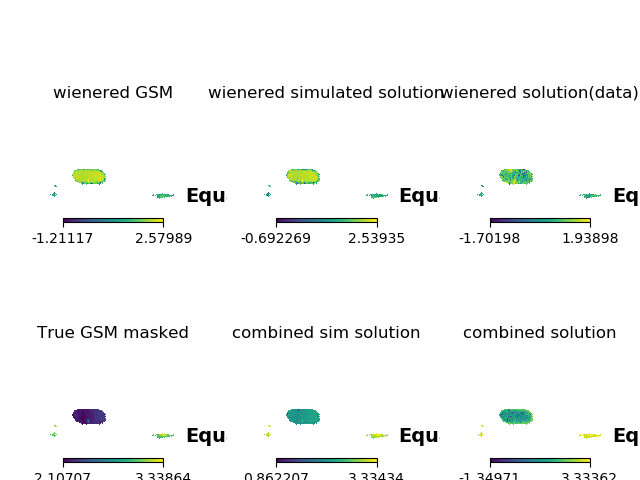 wienered GSM
wienered simulated solution
wienered solution(data)
Equ
Equ
Eq
-1.21117 2.57989
-0.692269 2.53935
-1.70198 1.93898
True GSM masked
combined sim solution
combined solution
Equ
Equ
Eq
2.10707 3.33864
0.862207 3.33434
-1.34971 3.33362